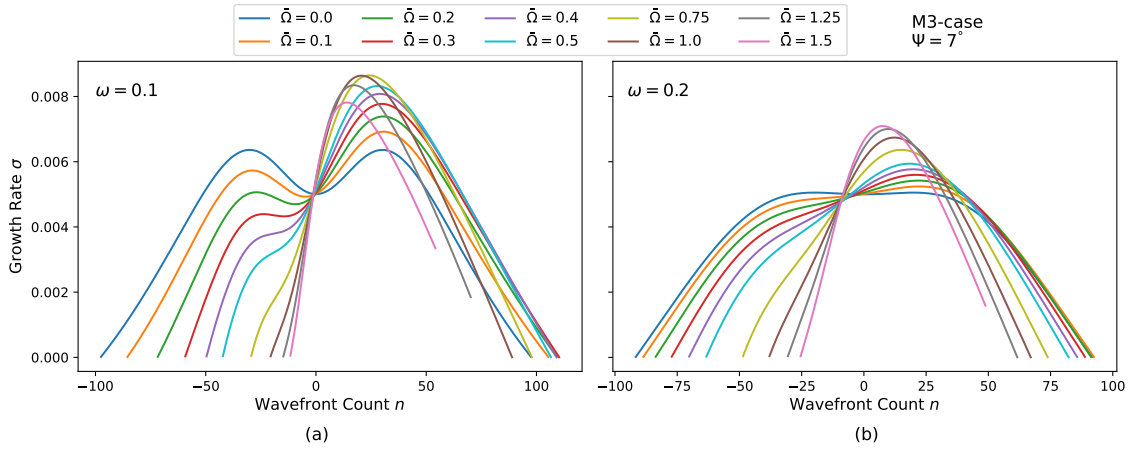 Ω̄ = 0.0 Ω̄ = 0.2 Ω̄ = 0.4 Ω̄ = 0.75 Ω̄ = 1.25
Ω̄ = 0.1 Ω̄ = 0.3 Ω̄ = 0.5 Ω̄ = 1.0 Ω̄ = 1.5
M3-case
Ψ = 7°
ω = 0.1
ω = 0.2
Growth Rate σ
0.008
0.006
0.004
0.002
0.000
−100 −50 0 50 100
−100 −75 −50 −25 0 25 50 75 100
Wavefront Count n
Wavefront Count n
(a)
(b)